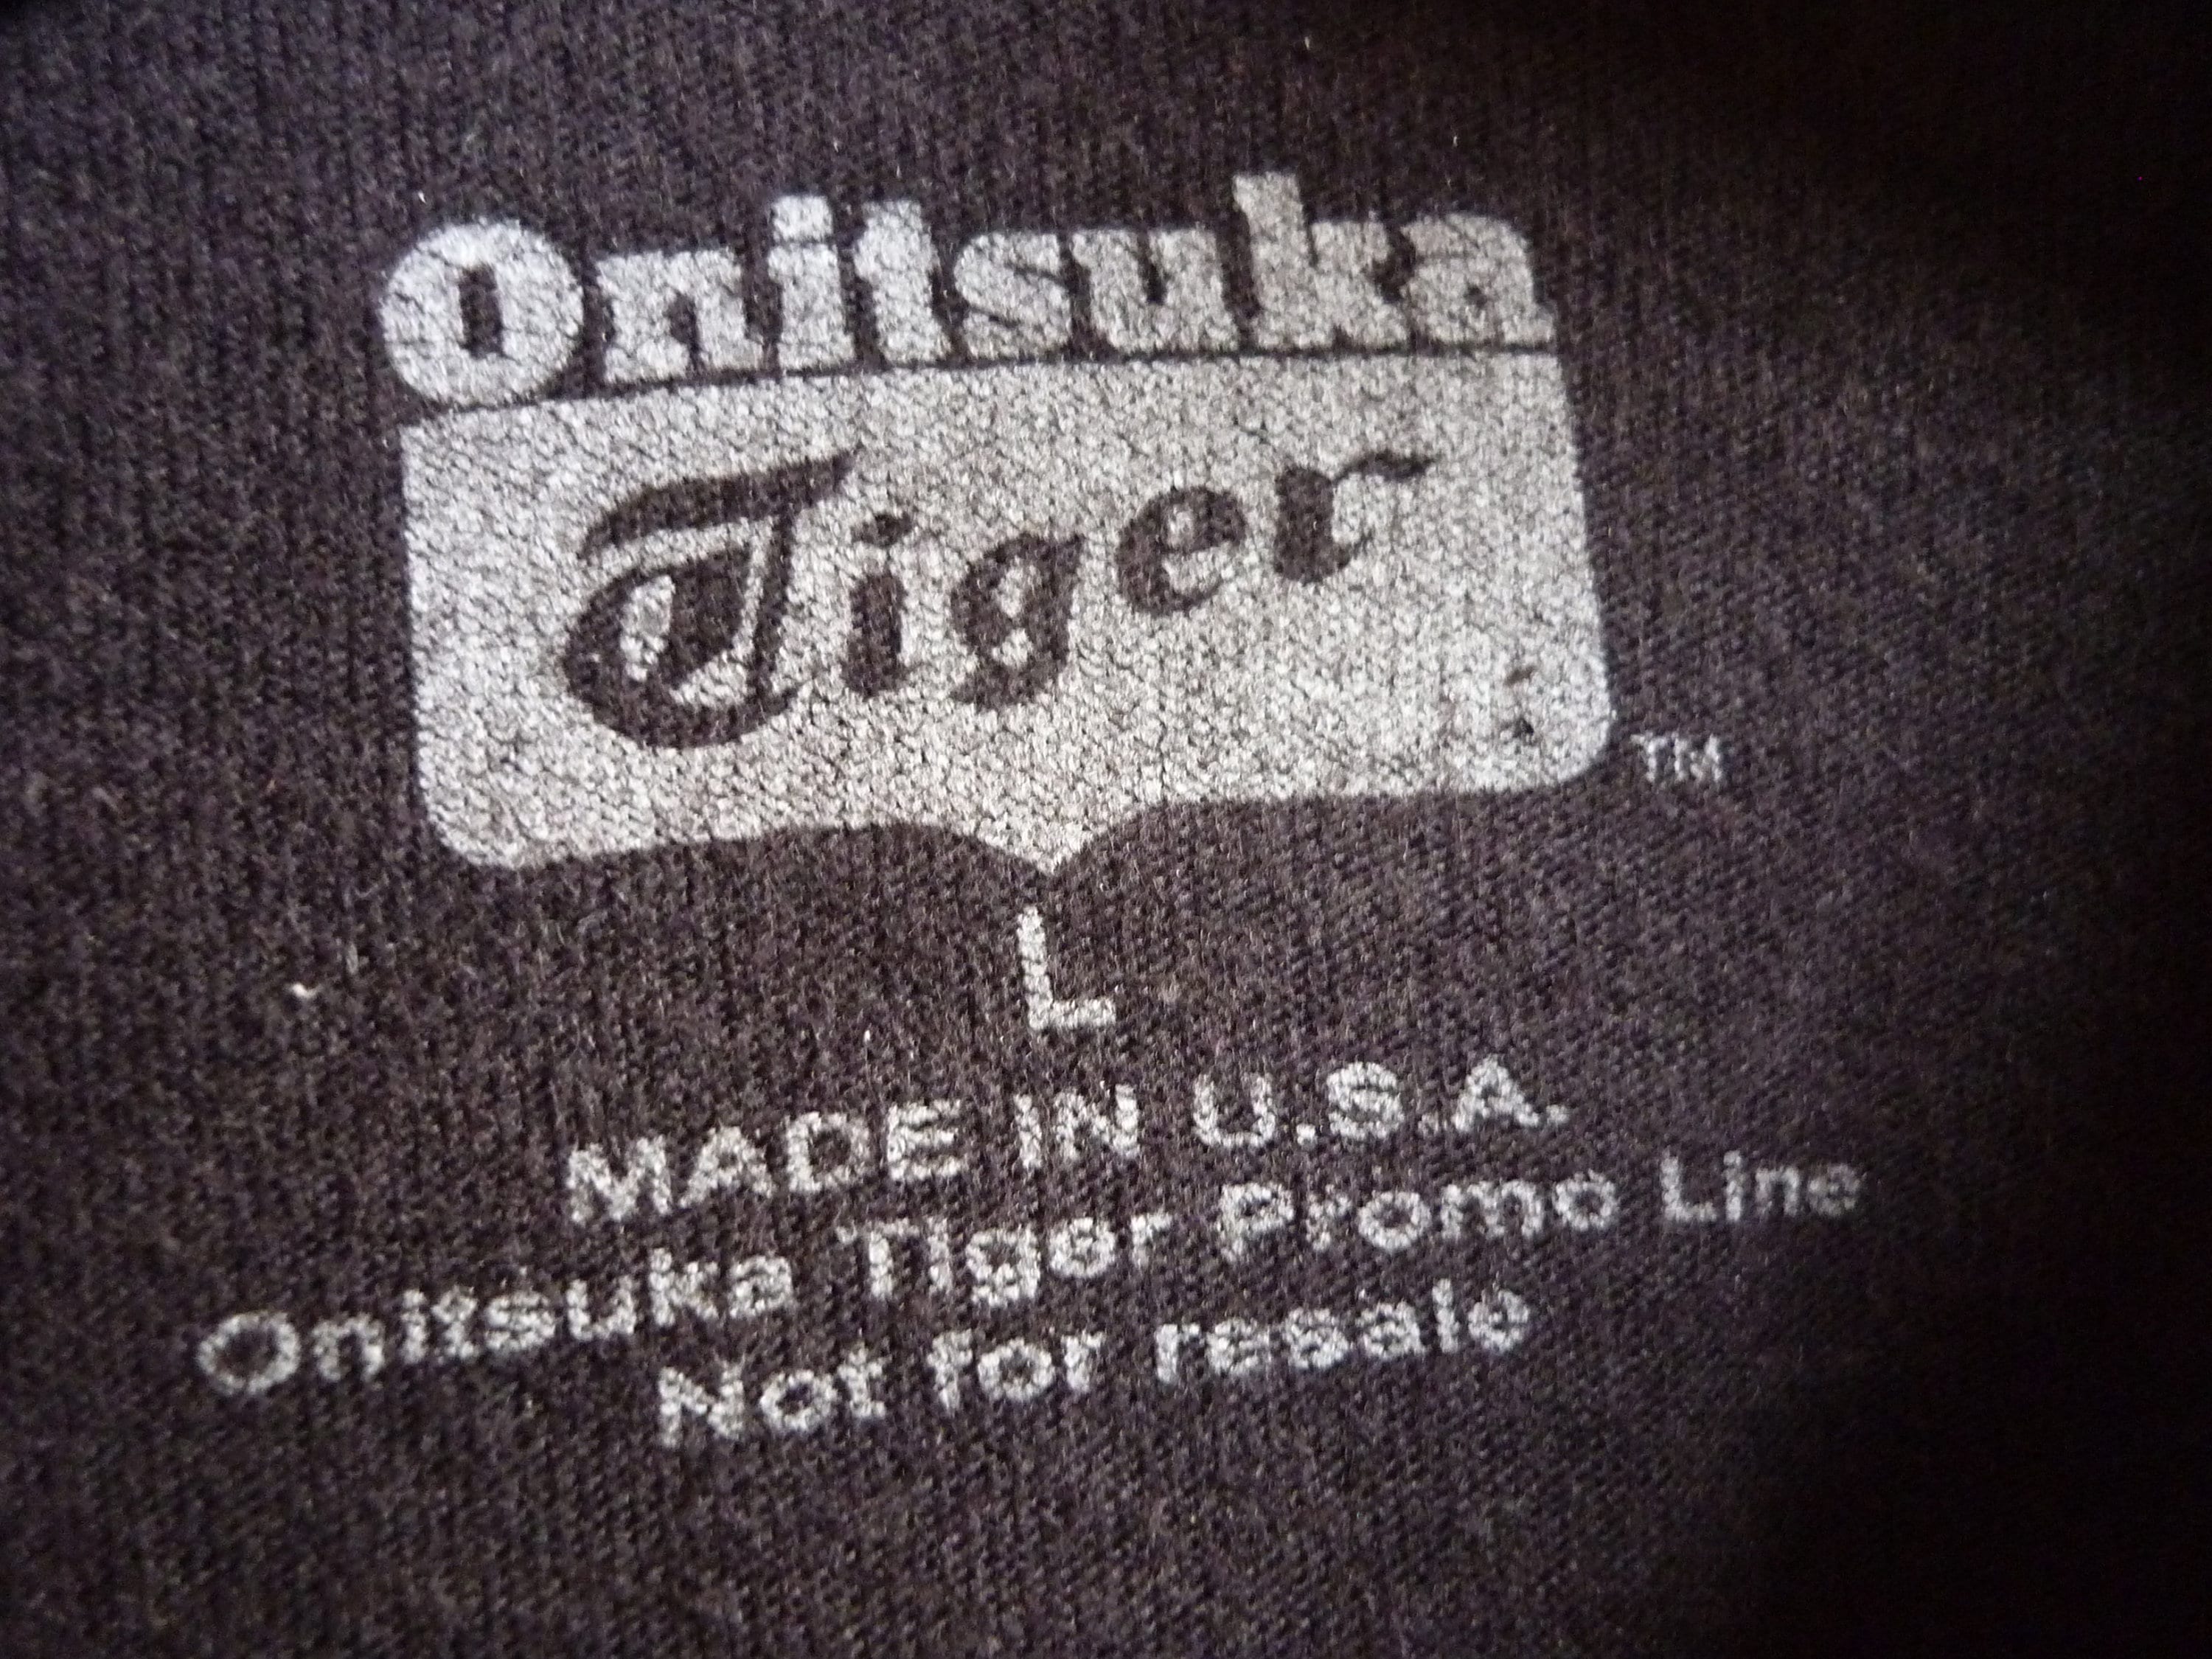 Onitsuka
Tiger
TM
L
MADE IN U.S.A.
Onitsuka Tiger Promo Line
Not for resale